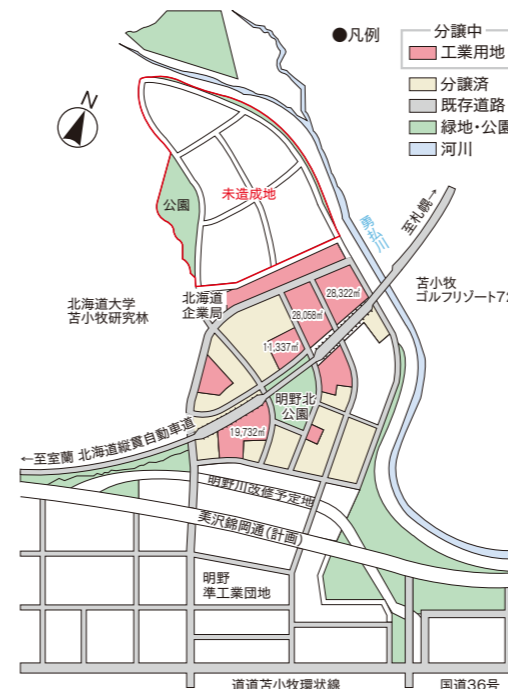 ●凡例
分譲中
工業用地
分譲済
既存道路
緑地・公園
河川
N
公園
未造成地
勇払川
至札幌→
北海道大学
苫小牧研究林
北海道
企業局
苫小牧
ゴルフリゾート72
28,322㎡
28,058㎡
11,337㎡
明野北
公園
19,732㎡
←至室蘭 北海道縦貫自動車道
明野川改修予定地
美沢錦岡通(計画)
明野
準工業団地
道道苫小牧環状線
国道36号